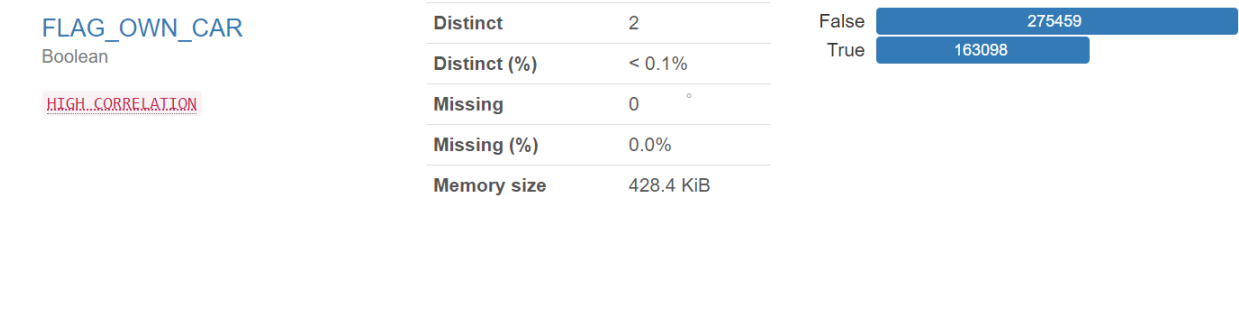 FLAG_OWN_CAR
Boolean
HIGH CORRELATION
Distinct 2
Distinct (%) < 0.1%
Missing 0
Missing (%) 0.0%
Memory size 428.4 KiB
False 275459
True 163098